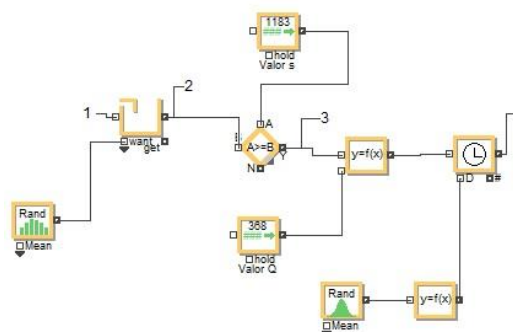 1183
hold
Valor s
1
2
want
get
A
B
A>=B
Y
N
3
y=f(x)
D
#
Rand
Mean
368
hold
Valor Q
Rand
Mean
y=f(x)